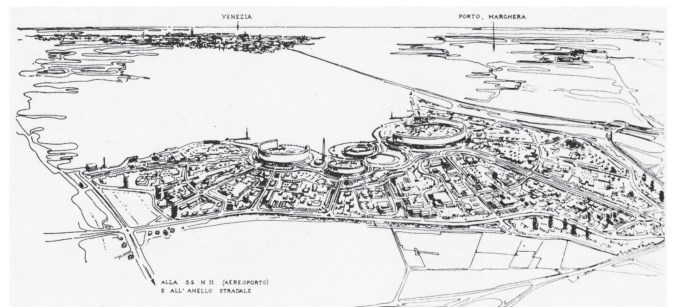 VENEZIA
PORTO, MARGHERA
ALLA SS N 11 (AEREOPORTO)
E ALL'ANELLO STRADALE